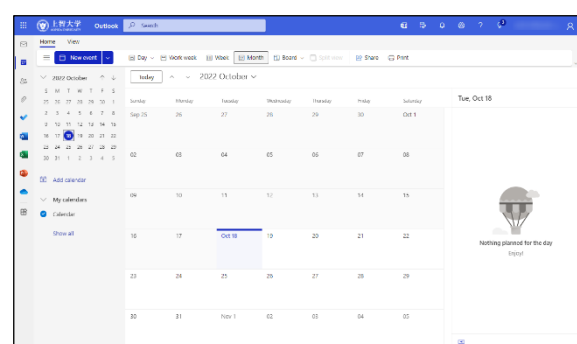 上智大学 Outlook Search
Home View
New event Day Work week Week Month Board Split view Share Print
2022 October
S M T W T F S
25 26 27 28 29 30 1
2 3 4 5 6 7 8
9 10 11 12 13 14 15
16 17 18 19 20 21 22
23 24 25 26 27 28 29
30 31 1 2 3 4 5
Add calendar
My calendars
Calendar
Show all
today 2022 October
Sunday Monday Tuesday Wednesday Thursday Friday Saturday
Sep 25 26 27 28 29 30 Oct 1
02 03 04 05 06 07 08
09 10 11 12 13 14 15
16 17 Oct 18 19 20 21 22
23 24 25 26 27 28 29
30 31 Nov 1 02 03 04 05
Tue, Oct 18
Nothing planned for the day
Enjoy!